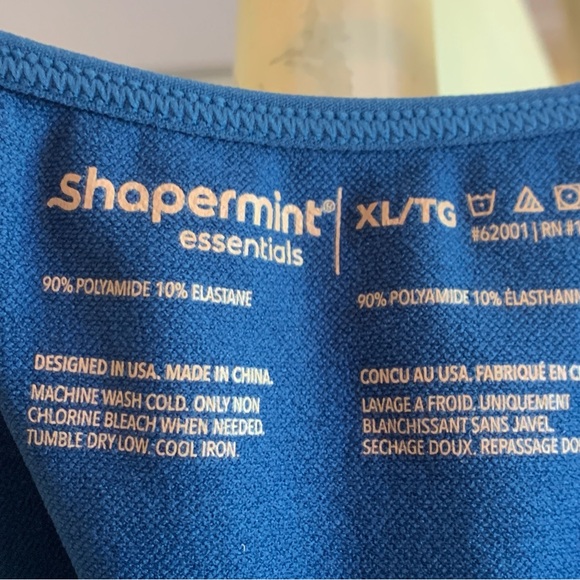 shapermint® essentials
XL/TG
#62001 | RN #
90% POLYAMIDE 10% ELASTANE
DESIGNED IN USA. MADE IN CHINA.
MACHINE WASH COLD. ONLY NON
CHLORINE BLEACH WHEN NEEDED.
TUMBLE DRY LOW. COOL IRON.
90% POLYAMIDE 10% ÉLASTHANN
CONCU AU USA. FABRIQUÉ EN
LAVAGE A FROID. UNIQUEMENT
BLANCHISSANT SANS JAVEL
SECHAGE DOUX. REPASSAGE